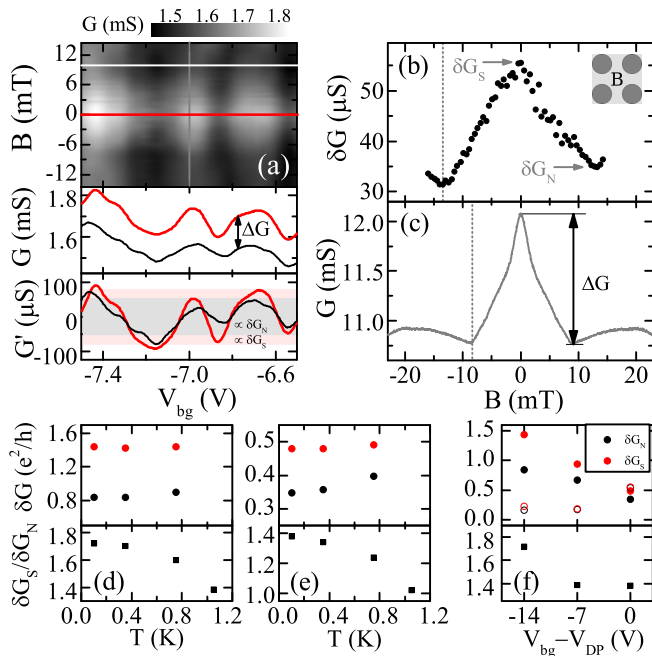 G (mS) 1.5 1.6 1.7 1.8
12
6
0
-6
-12
B (mT)
(a)
1.8
1.6
G (mS)
ΔG
100
0
-100
G' (μS)
∝ δG_N
∝ δG_S
-7.4 -7.0 -6.6
V_bg (V)
(b)
δG_S
B
50
40
30
δG (μS)
δG_N
(c)
12.0
11.5
11.0
G (mS)
ΔG
-20 -10 0 10 20
B (mT)
1.6
1.2
0.8
0.4
δG (e²/h)
1.8
1.6
1.4
δG_S/δG_N
(d)
0.0 0.4 0.8 1.2
T (K)
0.5
0.4
0.3
1.4
1.2
1.0
(e)
0.0 0.4 0.8 1.2
T (K)
1.5
1.0
0.5
0.0
δG_N
δG_S
1.8
1.6
1.4
(f)
-14 -7 0
V_bg−V_DP (V)